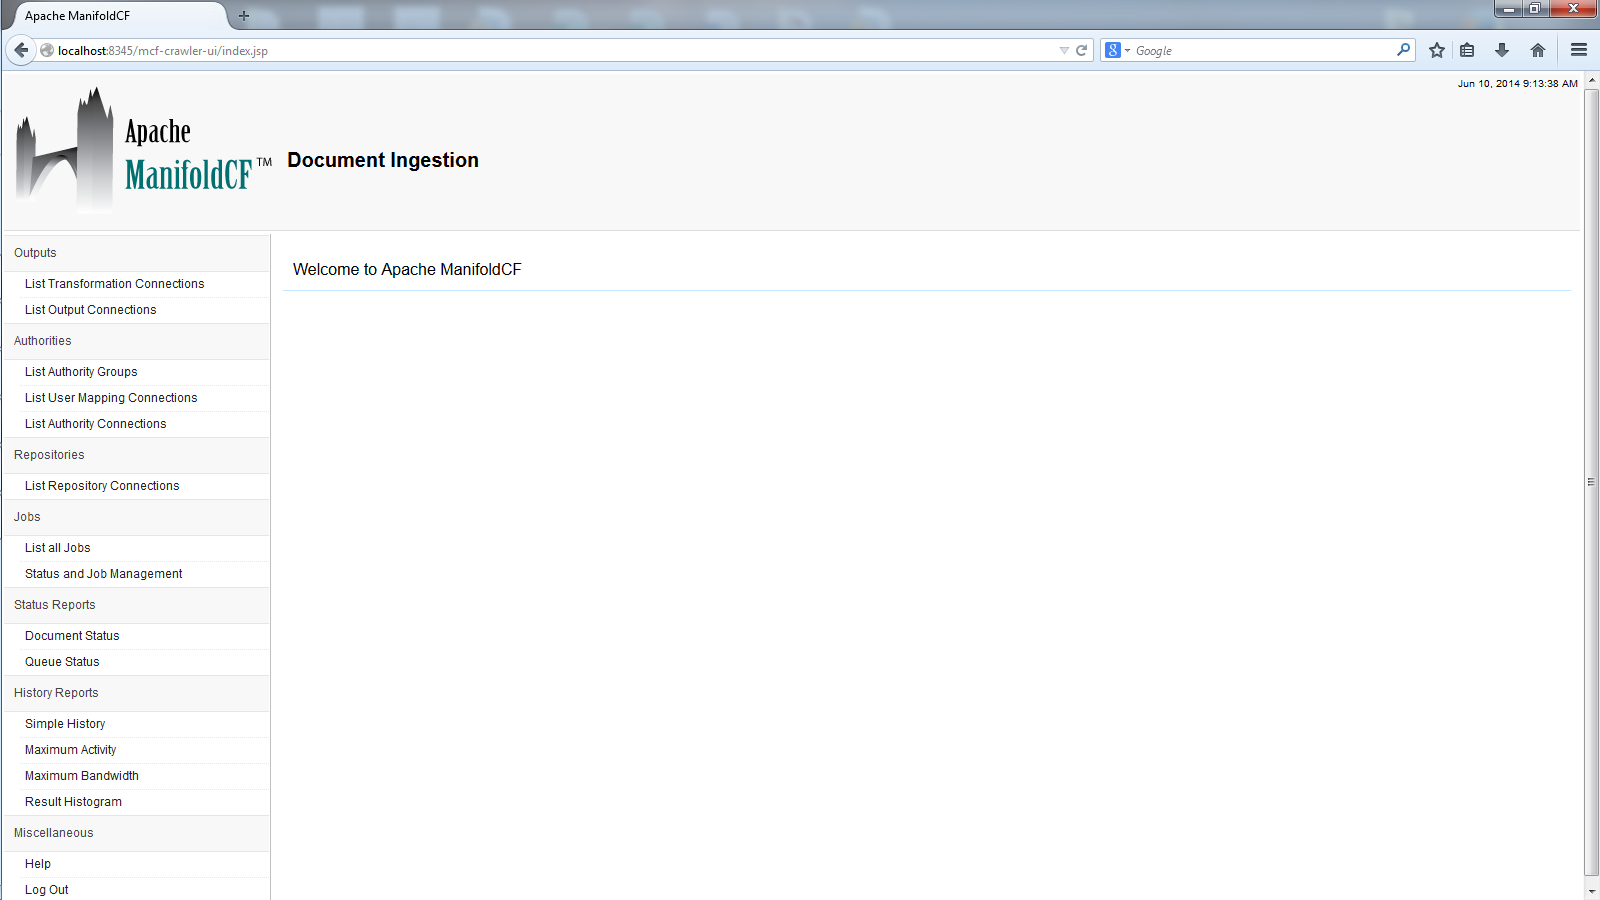 Apache ManifoldCF
localhost:8345/mcf-crawler-ui/index.jsp
8
Google
Jun 10, 2014 9:13:38 AM
Apache
ManifoldCF™
Document Ingestion
Outputs
List Transformation Connections
List Output Connections
Authorities
List Authority Groups
List User Mapping Connections
List Authority Connections
Repositories
List Repository Connections
Jobs
List all Jobs
Status and Job Management
Status Reports
Document Status
Queue Status
History Reports
Simple History
Maximum Activity
Maximum Bandwidth
Result Histogram
Miscellaneous
Help
Log Out
Welcome to Apache ManifoldCF